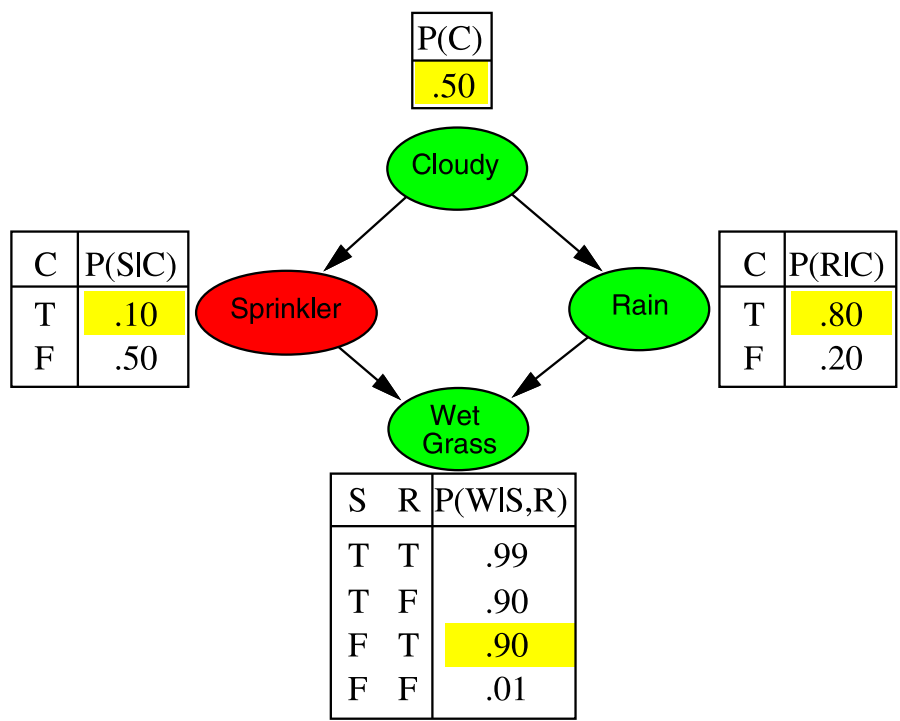 P(C)
.50
Cloudy
C P(S|C)
T .10
F .50
Sprinkler
Rain
C P(R|C)
T .80
F .20
Wet
Grass
S R P(W|S,R)
T T .99
T F .90
F T .90
F F .01